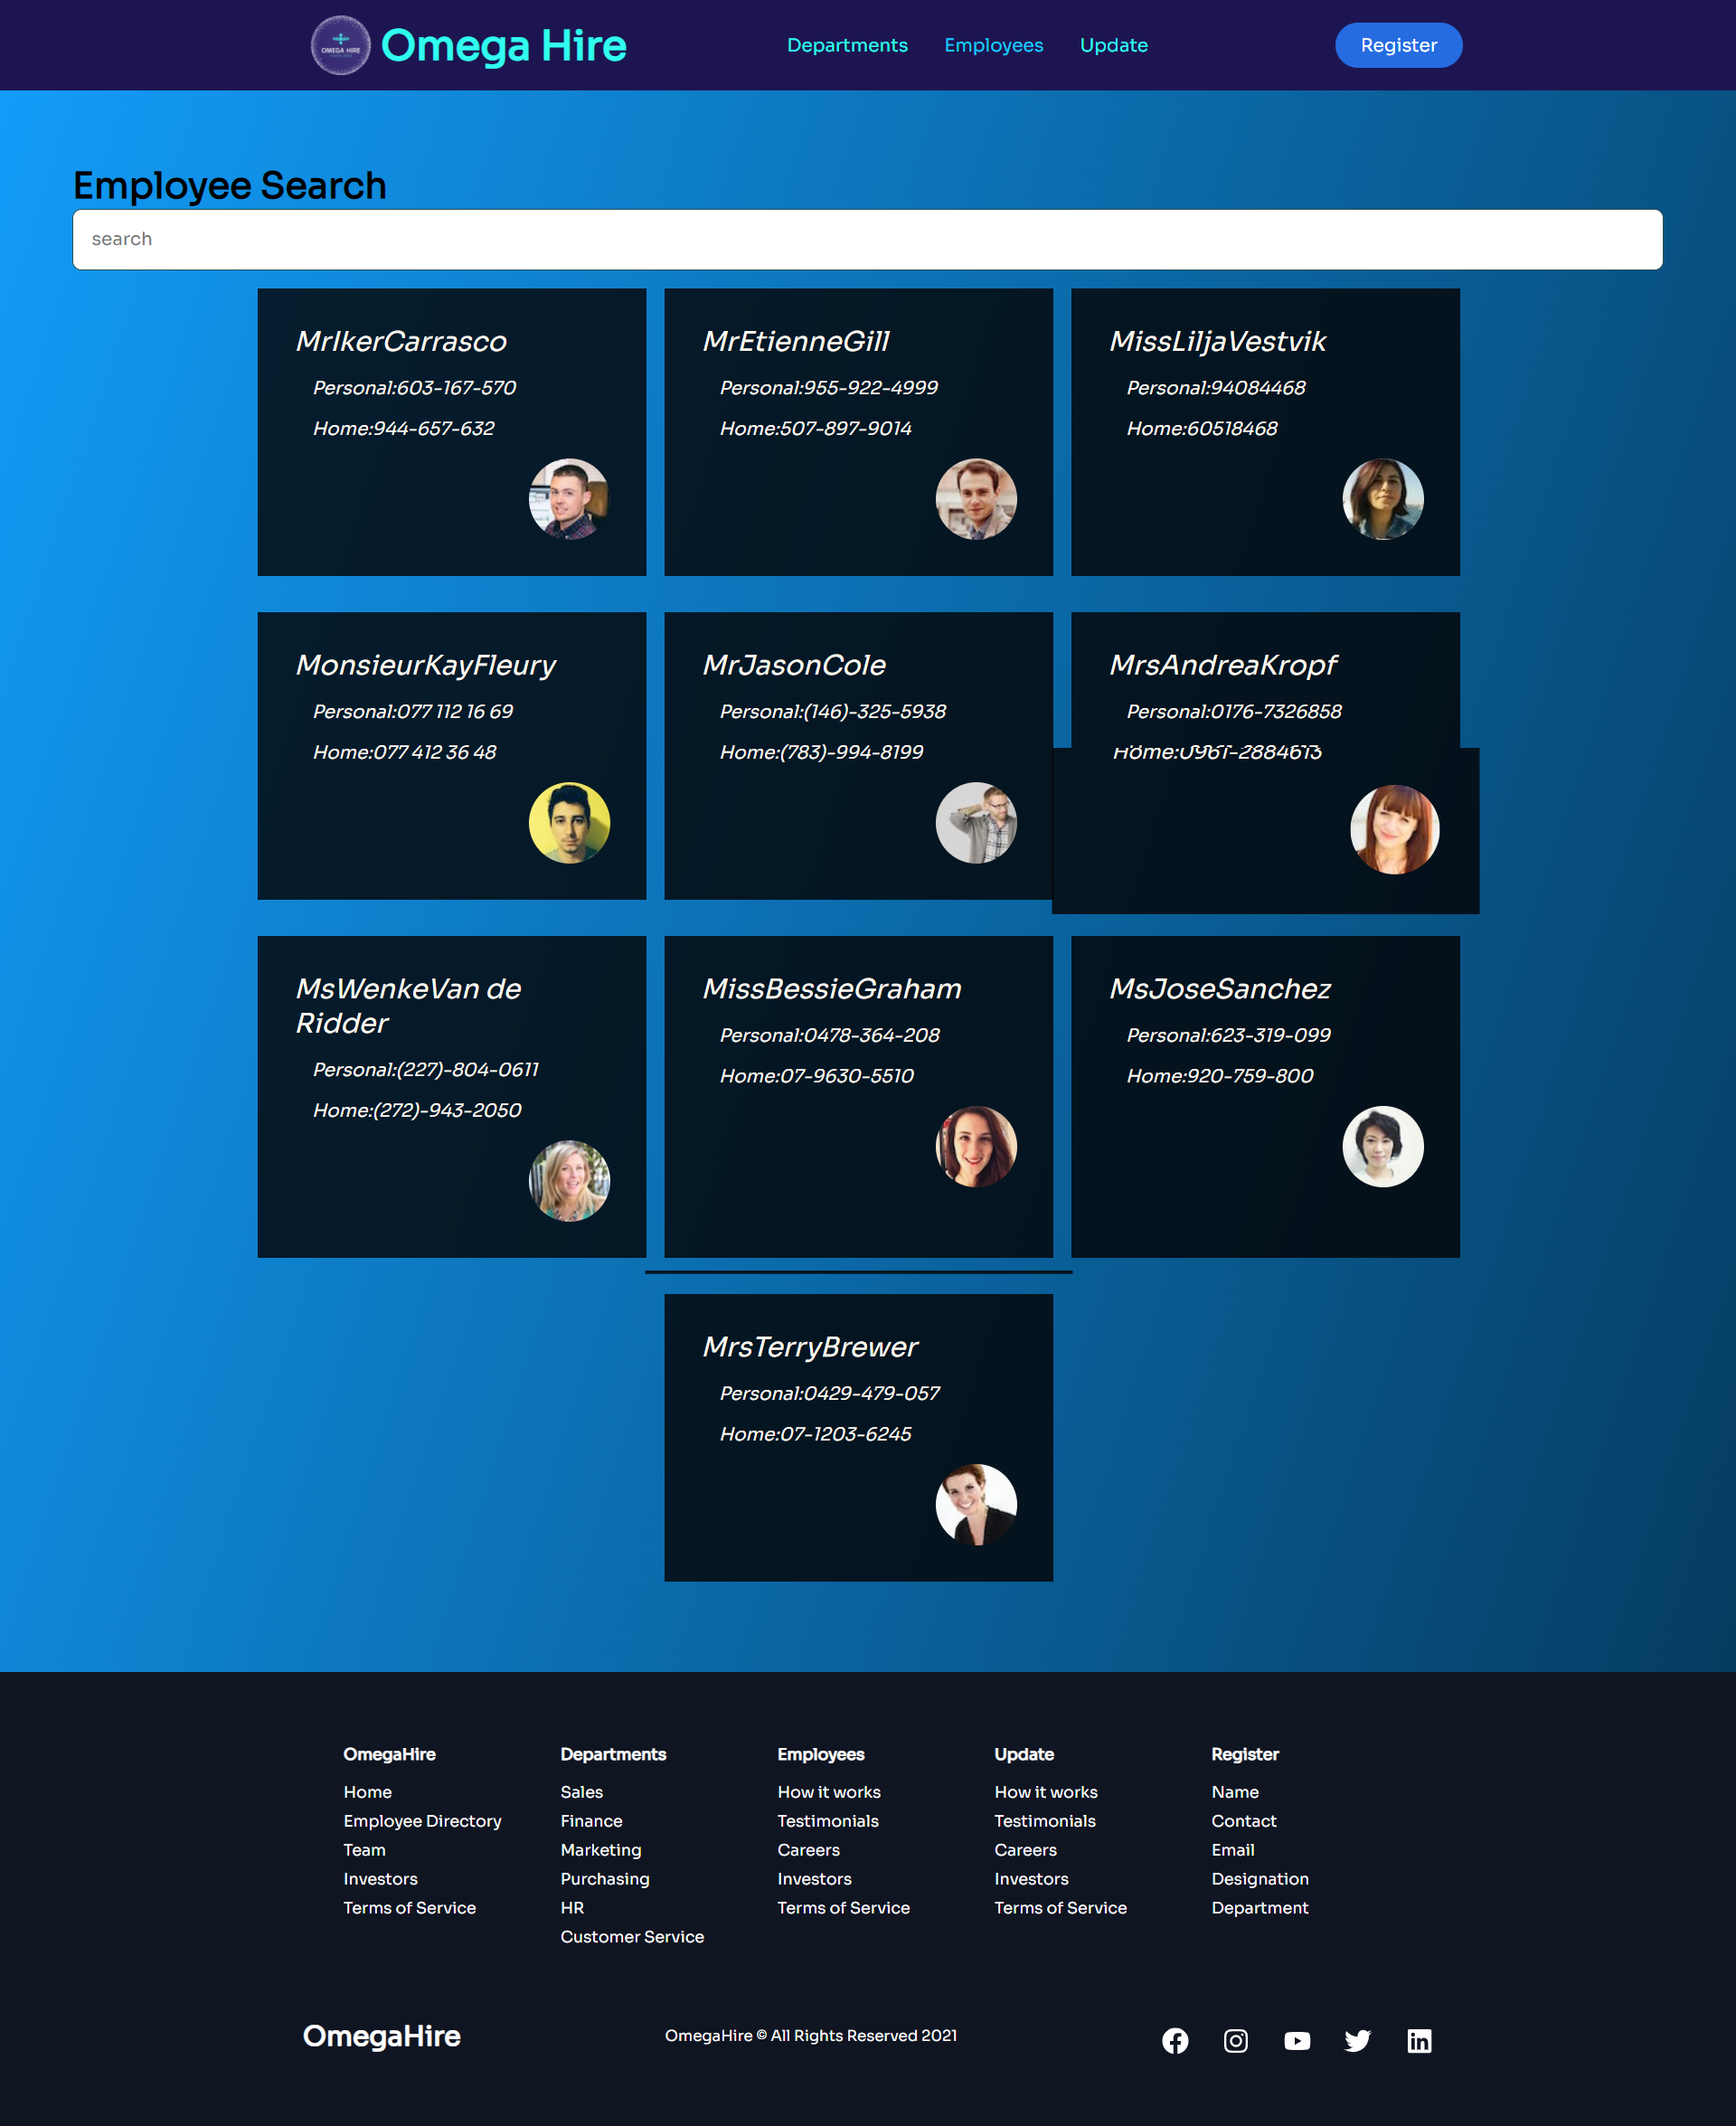 OMEGA HIRE
Omega Hire
Departments
Employees
Update
Register
Employee Search
search
MrIkerCarrasco
Personal:603-167-570
Home:944-657-632
MrEtienneGill
Personal:955-922-4999
Home:507-897-9014
MissLiljaVestvik
Personal:94084468
Home:60518468
MonsieurKayFleury
Personal:077 112 16 69
Home:077 412 36 48
MrJasonCole
Personal:(146)-325-5938
Home:(783)-994-8199
MrsAndreaKropf
Personal:0176-7326858
Home:0961-2884613
MsWenkeVan de
Ridder
Personal:(227)-804-0611
Home:(272)-943-2050
MissBessieGraham
Personal:0478-364-208
Home:07-9630-5510
MsJoseSanchez
Personal:623-319-099
Home:920-759-800
MrsTerryBrewer
Personal:0429-479-057
Home:07-1203-6245
OmegaHire
Home
Employee Directory
Team
Investors
Terms of Service
Departments
Sales
Finance
Marketing
Purchasing
HR
Customer Service
Employees
How it works
Testimonials
Careers
Investors
Terms of Service
Update
How it works
Testimonials
Careers
Investors
Terms of Service
Register
Name
Contact
Email
Designation
Department
OmegaHire
OmegaHire © All Rights Reserved 2021